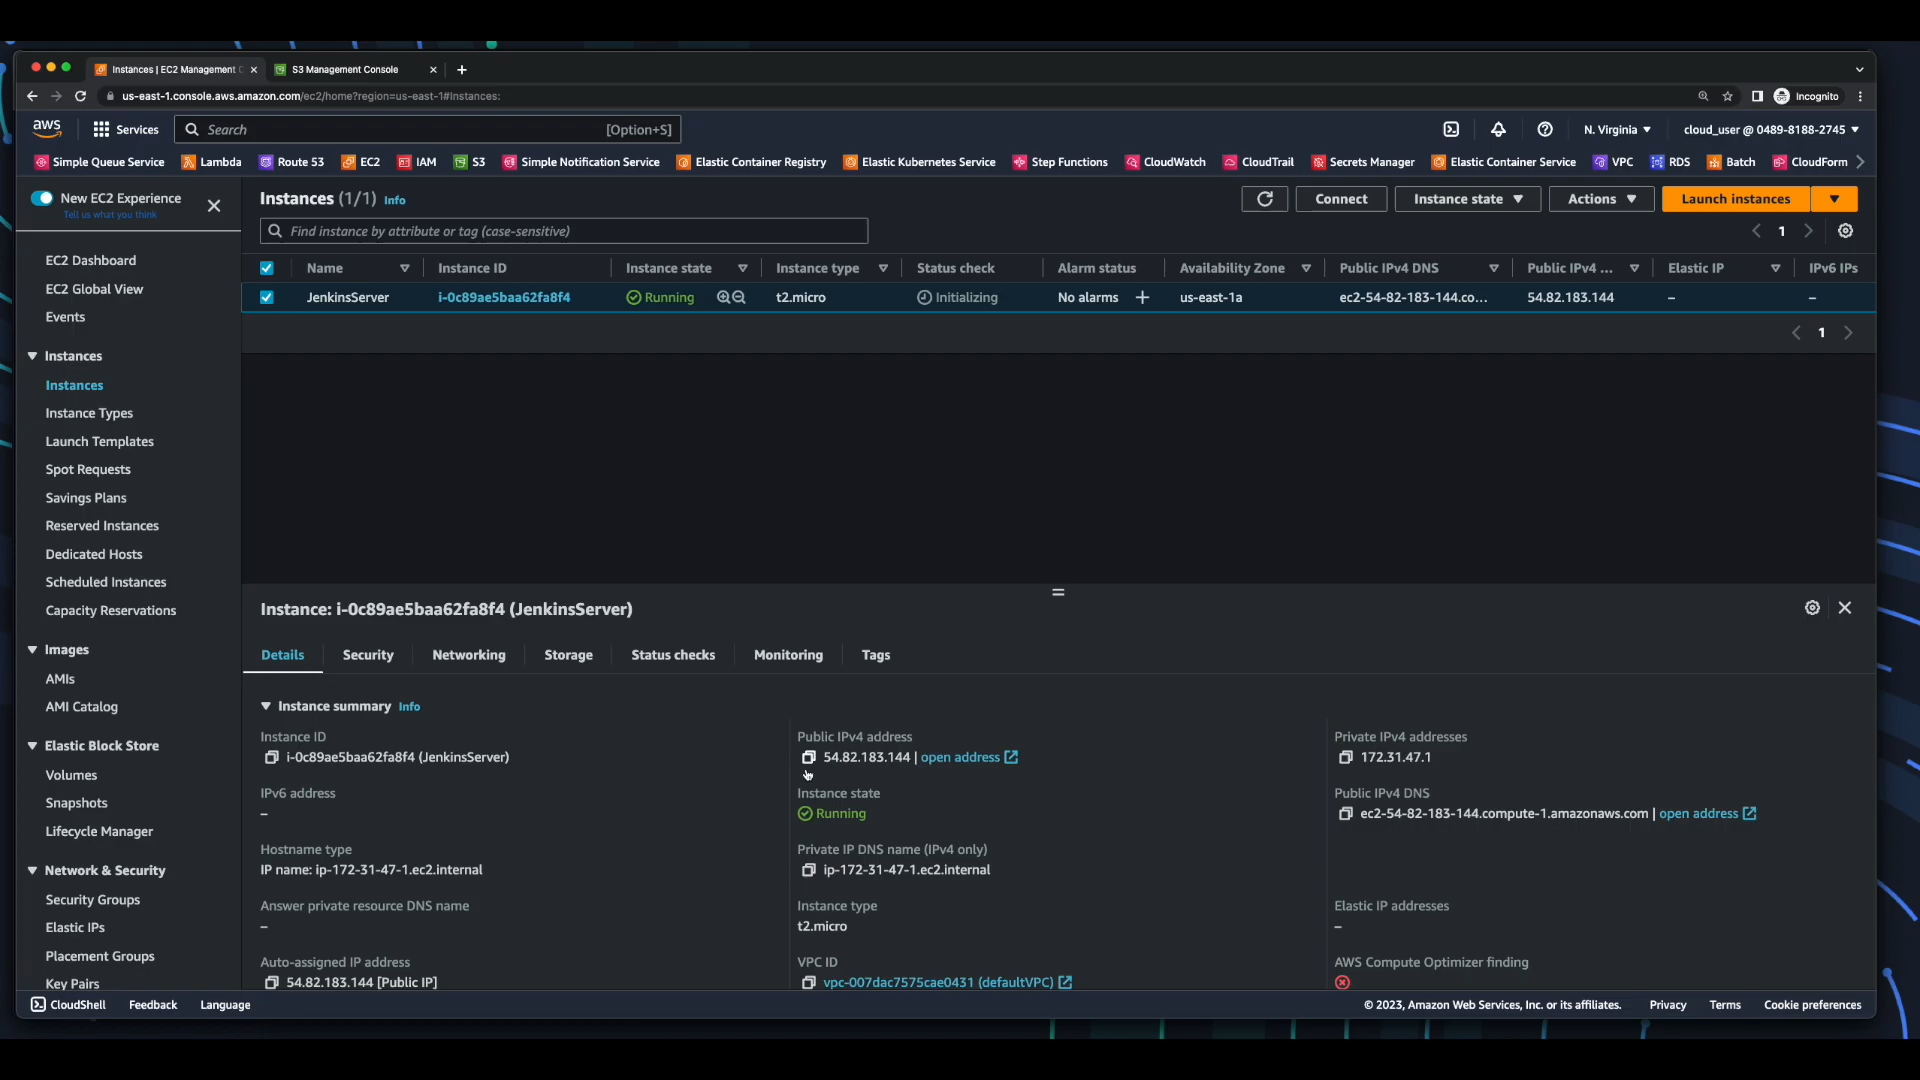 Instances | EC2 Management C
S3 Management Console
us-east-1.console.aws.amazon.com/ec2/home?region=us-east-1#Instances:
Incognito
aws
Services
Search
[Option+S]
N. Virginia
cloud_user @ 0489-8188-2745
Simple Queue Service
Lambda
Route 53
EC2
IAM
S3
Simple Notification Service
Elastic Container Registry
Elastic Kubernetes Service
Step Functions
CloudWatch
CloudTrail
Secrets Manager
Elastic Container Service
VPC
RDS
Batch
CloudForm
New EC2 Experience
Tell us what you think
EC2 Dashboard
EC2 Global View
Events
Instances
Instances
Instance Types
Launch Templates
Spot Requests
Savings Plans
Reserved Instances
Dedicated Hosts
Scheduled Instances
Capacity Reservations
Images
AMIs
AMI Catalog
Elastic Block Store
Volumes
Snapshots
Lifecycle Manager
Network & Security
Security Groups
Elastic IPs
Placement Groups
Key Pairs
Instances (1/1) Info
Connect
Instance state
Actions
Launch instances
Find instance by attribute or tag (case-sensitive)
1
Name
Instance ID
Instance state
Instance type
Status check
Alarm status
Availability Zone
Public IPv4 DNS
Public IPv4 ...
Elastic IP
IPv6 IPs
JenkinsServer
i-0c89ae5baa62fa8f4
Running
t2.micro
Initializing
No alarms
us-east-1a
ec2-54-82-183-144.co...
54.82.183.144
–
–
1
Instance: i-0c89ae5baa62fa8f4 (JenkinsServer)
Details
Security
Networking
Storage
Status checks
Monitoring
Tags
Instance summary Info
Instance ID
i-0c89ae5baa62fa8f4 (JenkinsServer)
Public IPv4 address
54.82.183.144 | open address
Private IPv4 addresses
172.31.47.1
IPv6 address
–
Instance state
Running
Public IPv4 DNS
ec2-54-82-183-144.compute-1.amazonaws.com | open address
Hostname type
IP name: ip-172-31-47-1.ec2.internal
Private IP DNS name (IPv4 only)
ip-172-31-47-1.ec2.internal
Answer private resource DNS name
–
Instance type
t2.micro
Elastic IP addresses
–
Auto-assigned IP address
54.82.183.144 [Public IP]
VPC ID
vpc-007dac7575cae0431 (defaultVPC)
AWS Compute Optimizer finding
CloudShell
Feedback
Language
© 2023, Amazon Web Services, Inc. or its affiliates.
Privacy
Terms
Cookie preferences